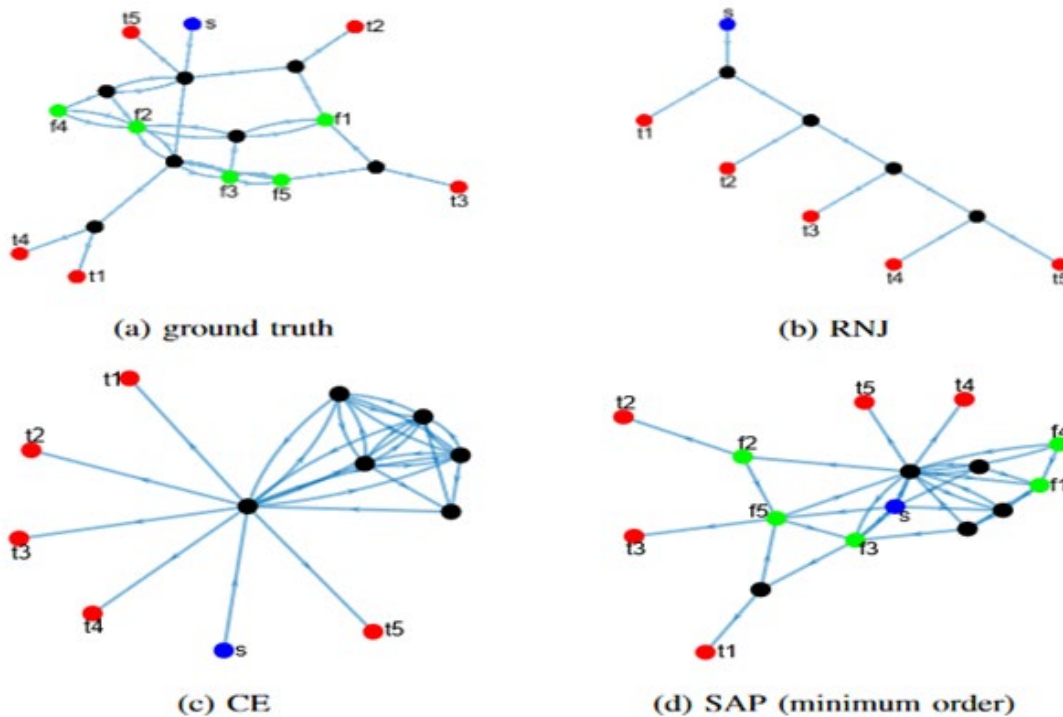 t5
s
t2
f4
f2
f1
f3
f5
t3
t4
t1
(a) ground truth
s
t1
t2
t3
t4
t5
(b) RNJ
t1
t2
t3
t4
s
t5
(c) CE
t5
t4
t2
f2
f4
f1
f5
s
f3
t3
t1
(d) SAP (minimum order)